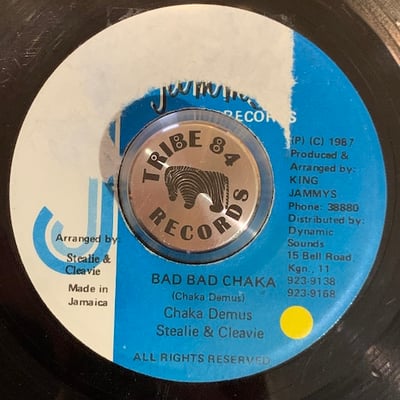 RECORDS
TRIBE 84
RECORDS
(P) (C) 1987
Produced &
Arranged by:
KING
JAMMYS
Phone: 38880
Distributed by:
Dynamic
Sounds
15 Bell Road,
Kgn., 11
923-9138
923-9168
Arranged by
Stealie &
Cleavie
Made in
Jamaica
BAD BAD CHAKA
(Chaka Demus)
Chaka Demus
Stealie & Cleavie
ALL RIGHTS RESERVED